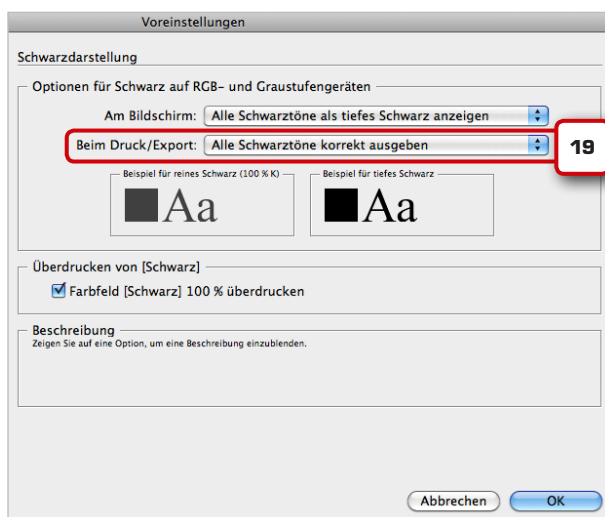 Voreinstellungen
Schwarzdarstellung
Optionen für Schwarz auf RGB- und Graustufengeräten
Am Bildschirm: Alle Schwarztöne als tiefes Schwarz anzeigen
Beim Druck/Export: Alle Schwarztöne korrekt ausgeben
19
Beispiel für reines Schwarz (100 % K)
Aa
Beispiel für tiefes Schwarz
Aa
Überdrucken von [Schwarz]
Farbfeld [Schwarz] 100 % überdrucken
Beschreibung
Zeigen Sie auf eine Option, um eine Beschreibung einzublenden.
Abbrechen
OK